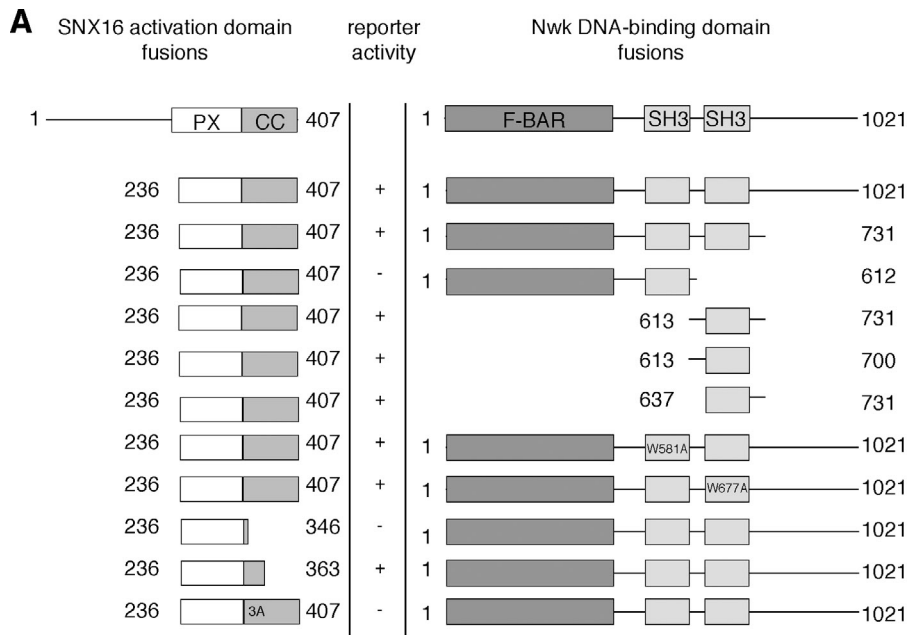 A SNX16 activation domain fusions reporter activity Nwk DNA-binding domain fusions
1 PX CC 407 1 F-BAR SH3 SH3 1021
236 407 + 1 1021
236 407 + 1 731
236 407 - 1 612
236 407 + 613 731
236 407 + 613 700
236 407 + 637 731
236 407 + 1 W581A 1021
236 407 + 1 W677A 1021
236 346 - 1 1021
236 363 + 1 1021
236 3A 407 - 1 1021